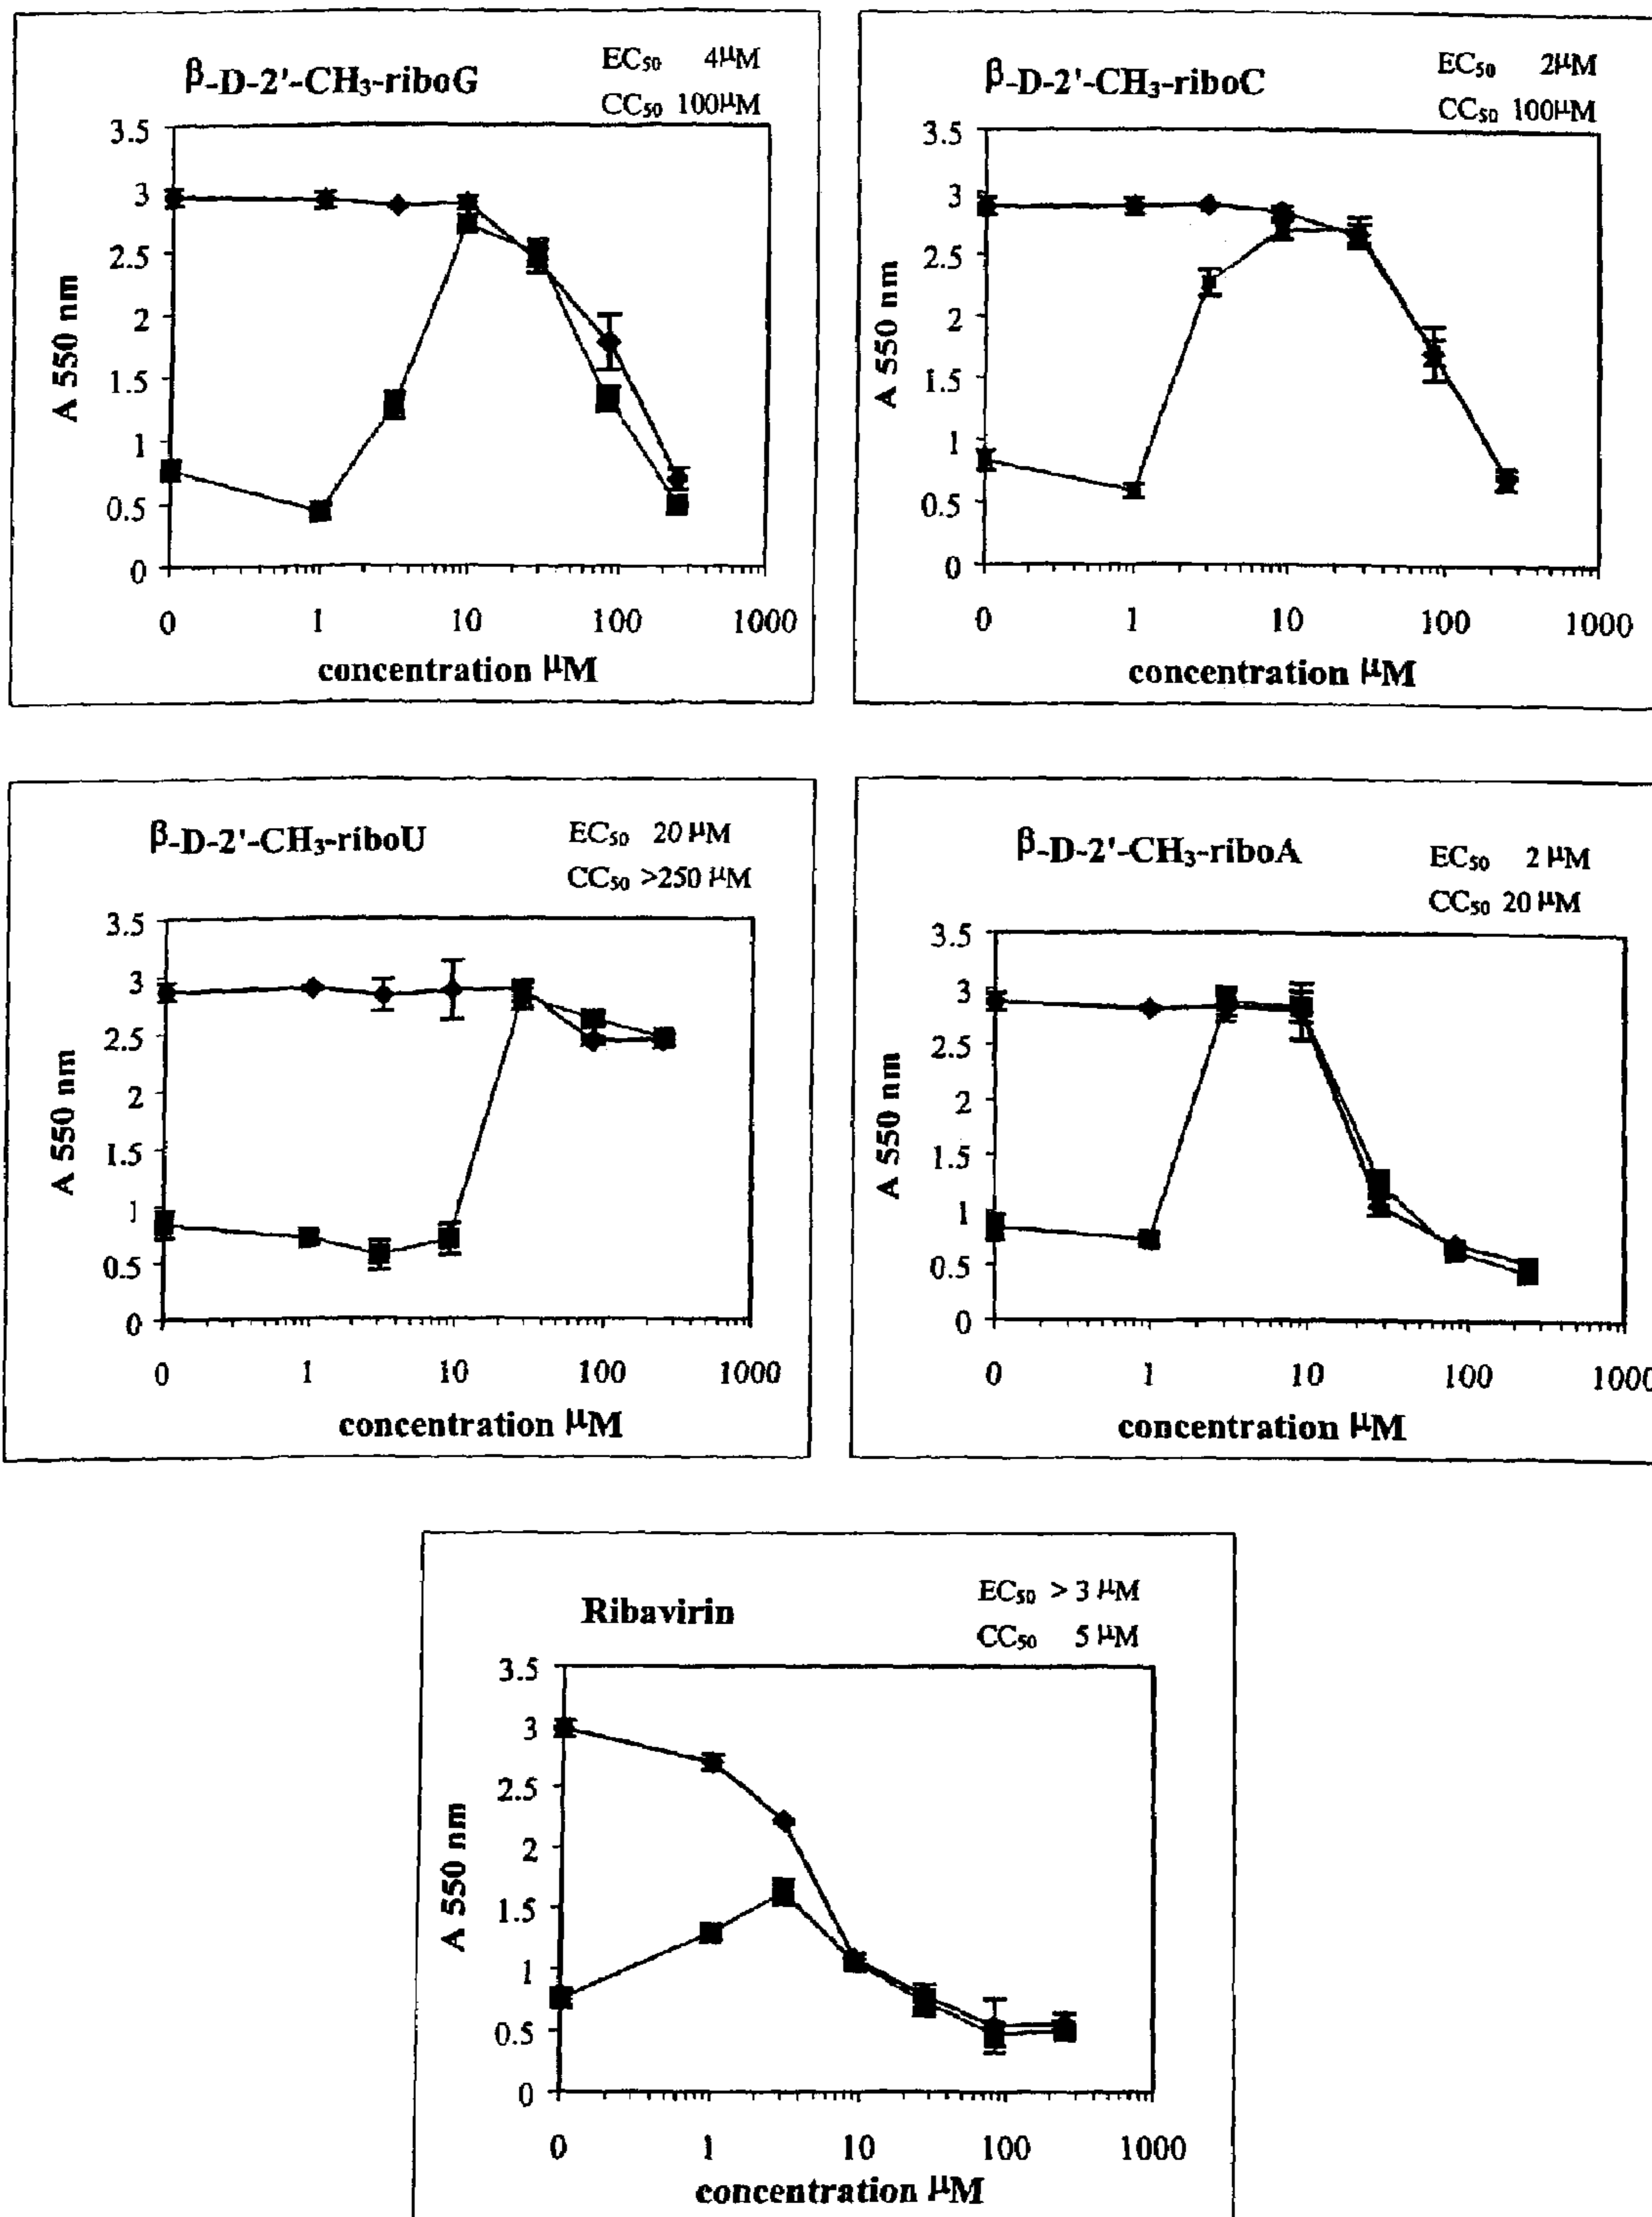 β-D-2'-CH₃-riboG
EC₅₀ 4μM
CC₅₀ 100μM
3.5
3
2.5
2
1.5
1
0.5
0
A 550 nm
0 1 10 100 1000
concentration μM
β-D-2'-CH₃-riboC
EC₅₀ 2μM
CC₅₀ 100μM
3.5
3
2.5
2
1.5
1
0.5
0
A 550 nm
0 1 10 100 1000
concentration μM
β-D-2'-CH₃-riboU
EC₅₀ 20 μM
CC₅₀ >250 μM
3.5
3
2.5
2
1.5
1
0.5
0
A 550 nm
0 1 10 100 1000
concentration μM
β-D-2'-CH₃-riboA
EC₅₀ 2 μM
CC₅₀ 20 μM
3.5
3
2.5
2
1.5
1
0.5
0
A 550 nm
0 1 10 100 1000
concentration μM
Ribavirin
EC₅₀ > 3 μM
CC₅₀ 5 μM
3.5
3
2.5
2
1.5
1
0.5
0
A 550 nm
0 1 10 100 1000
concentration μM